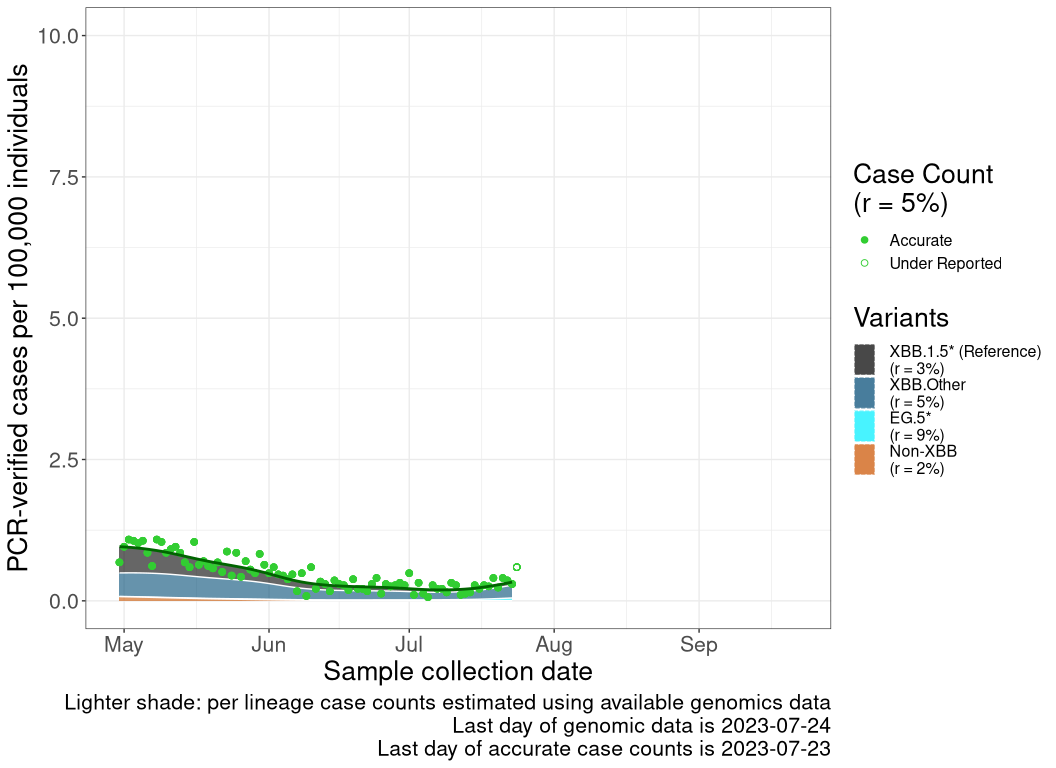 PCR-verified cases per 100,000 individuals
10.0
7.5
5.0
2.5
0.0
May
Jun
Jul
Aug
Sep
Sample collection date
Lighter shade: per lineage case counts estimated using available genomics data
Last day of genomic data is 2023-07-24
Last day of accurate case counts is 2023-07-23
Case Count
(r = 5%)
Accurate
Under Reported
Variants
XBB.1.5* (Reference)
(r = 3%)
XBB.Other
(r = 5%)
EG.5*
(r = 9%)
Non-XBB
(r = 2%)